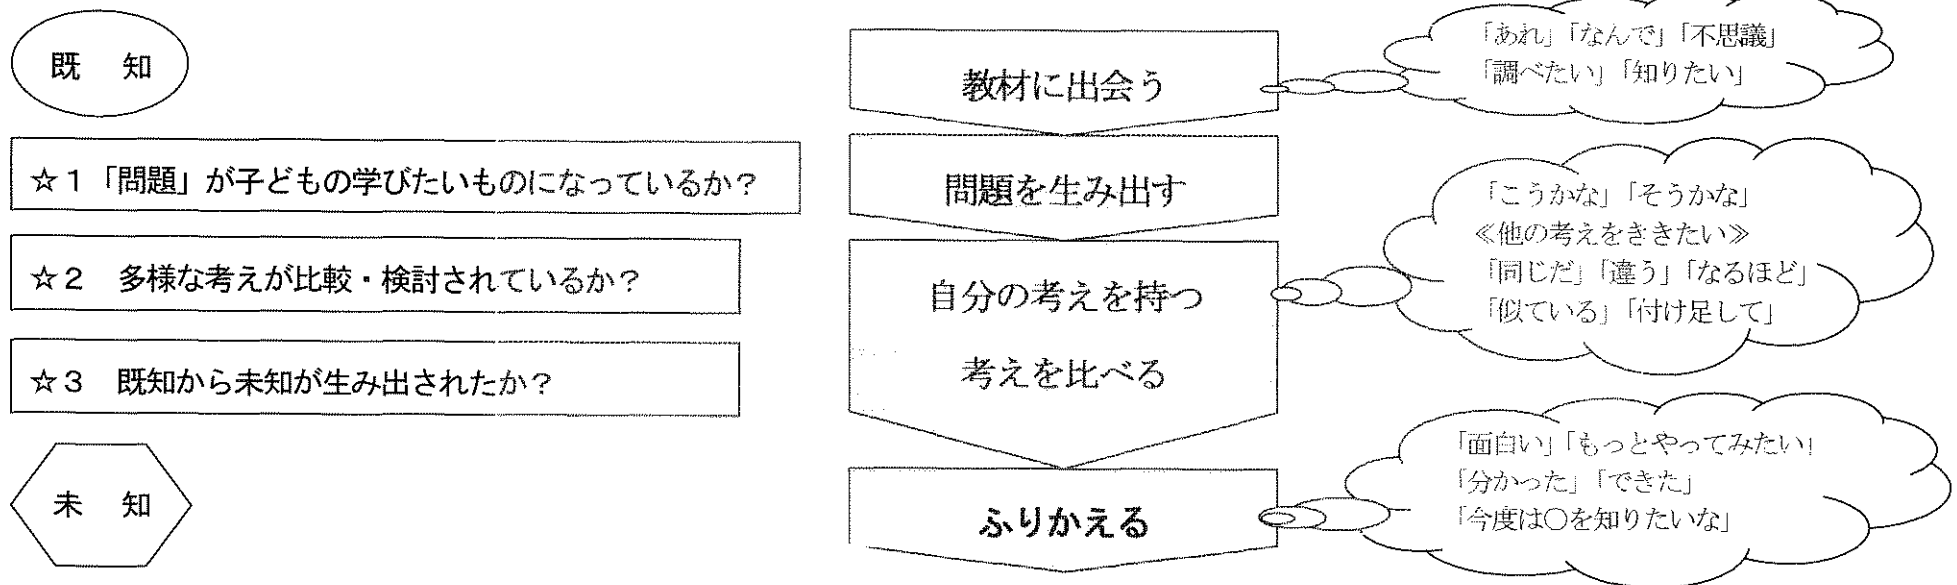 既 知
☆1「問題」が子どもの学びたいものになっているか?
☆2 多様な考えが比較・検討されているか?
☆3 既知から未知が生み出されたか?
未 知
教材に出会う
「あれ」「なんで」「不思議」
「調べたい」「知りたい」
問題を生み出す
自分の考えを持つ
考えを比べる
「こうかな」「そうかな」
≪他の考えをききたい≫
「同じだ」「違う」「なるほど」
「似ている」「付け足して」
ふりかえる
「面白い」「もっとやってみたい」
「分かった」「できた」
「今度は〇を知りたいな」